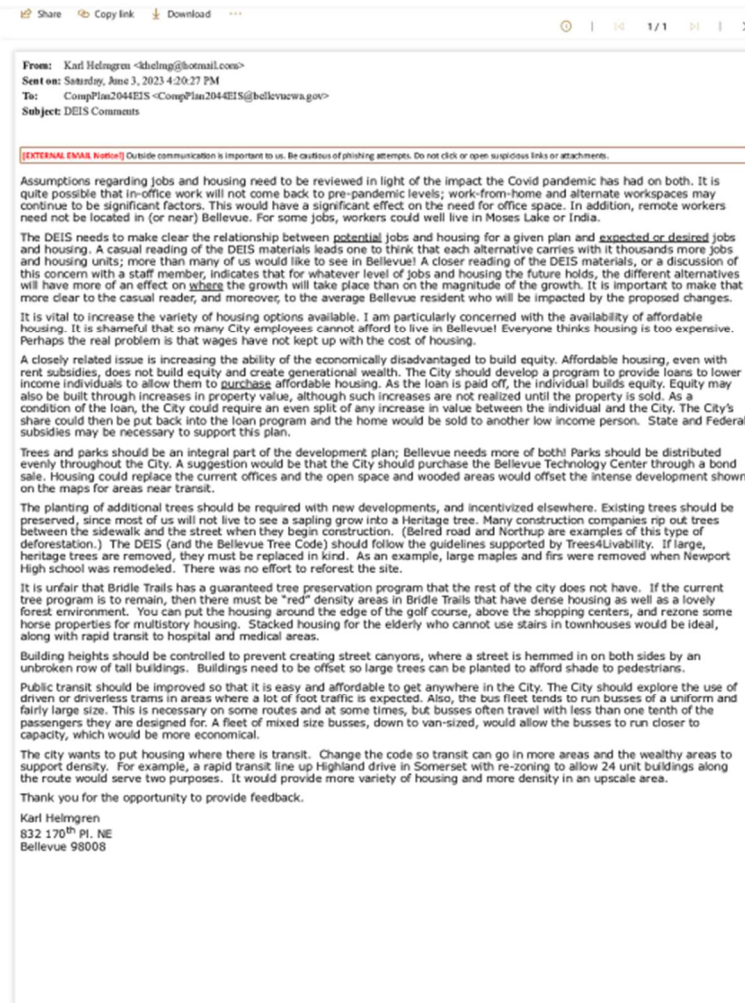 Share Copy link Download ...
1/1
From: Karl Helmgren <khelmg@hotmail.com>
Sent on: Saturday, June 3, 2023 4:20:27 PM
To: CompPlan2044EIS <CompPlan2044EIS@bellevuewa.gov>
Subject: DEIS Comments
[EXTERNAL EMAIL Notice!] Outside communication is important to us. Be cautious of phishing attempts. Do not click or open suspicious links or attachments.
Assumptions regarding jobs and housing need to be reviewed in light of the impact the Covid pandemic has had on both. It is
quite possible that in-office work will not come back to pre-pandemic levels; work-from-home and alternate workspaces may
continue to be significant factors. This would have a significant effect on the need for office space. In addition, remote workers
need not be located in (or near) Bellevue. For some jobs, workers could well live in Moses Lake or India.
The DEIS needs to make clear the relationship between potential jobs and housing for a given plan and expected or desired jobs
and housing. A casual reading of the DEIS materials leads one to think that each alternative carries with it thousands more jobs
and housing units; more than many of us would like to see in Bellevue! A closer reading of the DEIS materials, or a discussion of
this concern with a staff member, indicates that for whatever level of jobs and housing the future holds, the different alternatives
will have more of an effect on where the growth will take place than on the magnitude of the growth. It is important to make that
more clear to the casual reader, and moreover, to the average Bellevue resident who will be impacted by the proposed changes.
It is vital to increase the variety of housing options available. I am particularly concerned with the availability of affordable
housing. It is shameful that so many City employees cannot afford to live in Bellevue! Everyone thinks housing is too expensive.
Perhaps the real problem is that wages have not kept up with the cost of housing.
A closely related issue is increasing the ability of the economically disadvantaged to build equity. Affordable housing, even with
rent subsidies, does not build equity and create generational wealth. The City should develop a program to provide loans to lower
income individuals to allow them to purchase affordable housing. As the loan is paid off, the individual builds equity. Equity may
also be built through increases in property value, although such increases are not realized until the property is sold. As a
condition of the loan, the City could require an even split of any increase in value between the individual and the City. The City's
share could then be put back into the loan program and the home would be sold to another low income person. State and Federal
subsidies may be necessary to support this plan.
Trees and parks should be an integral part of the development plan; Bellevue needs more of both! Parks should be distributed
evenly throughout the City. A suggestion would be that the City should purchase the Bellevue Technology Center through a bond
sale. Housing could replace the current offices and the open space and wooded areas would offset the intense development shown
on the maps for areas near transit.
The planting of additional trees should be required with new developments, and incentivized elsewhere. Existing trees should be
preserved, since most of us will not live to see a sapling grow into a Heritage tree. Many construction companies rip out trees
between the sidewalk and the street when they begin construction. (Belred road and Northup are examples of this type of
deforestation.) The DEIS (and the Bellevue Tree Code) should follow the guidelines supported by Trees4Livability. If large,
heritage trees are removed, they must be replaced in kind. As an example, large maples and firs were removed when Newport
High school was remodeled. There was no effort to reforest the site.
It is unfair that Bridle Trails has a guaranteed tree preservation program that the rest of the city does not have. If the current
tree program is to remain, then there must be "red" density areas in Bridle Trails that have dense housing as well as a lovely
forest environment. You can put the housing around the edge of the golf course, above the shopping centers, and rezone some
horse properties for multistory housing. Stacked housing for the elderly who cannot use stairs in townhouses would be ideal,
along with rapid transit to hospital and medical areas.
Building heights should be controlled to prevent creating street canyons, where a street is hemmed in on both sides by an
unbroken row of tall buildings. Buildings need to be offset so large trees can be planted to afford shade to pedestrians.
Public transit should be improved so that it is easy and affordable to get anywhere in the City. The City should explore the use of
driven or driverless trams in areas where a lot of foot traffic is expected. Also, the bus fleet tends to run busses of a uniform and
fairly large size. This is necessary on some routes and at some times, but busses often travel with less than one tenth of the
passengers they are designed for. A fleet of mixed size busses, down to van-sized, would allow the busses to run closer to
capacity, which would be more economical.
The city wants to put housing where there is transit. Change the code so transit can go in more areas and the wealthy areas to
support density. For example, a rapid transit line up Highland drive in Somerset with re-zoning to allow 24 unit buildings along
the route would serve two purposes. It would provide more variety of housing and more density in an upscale area.
Thank you for the opportunity to provide feedback.
Karl Helmgren
832 170th Pl. NE
Bellevue 98008